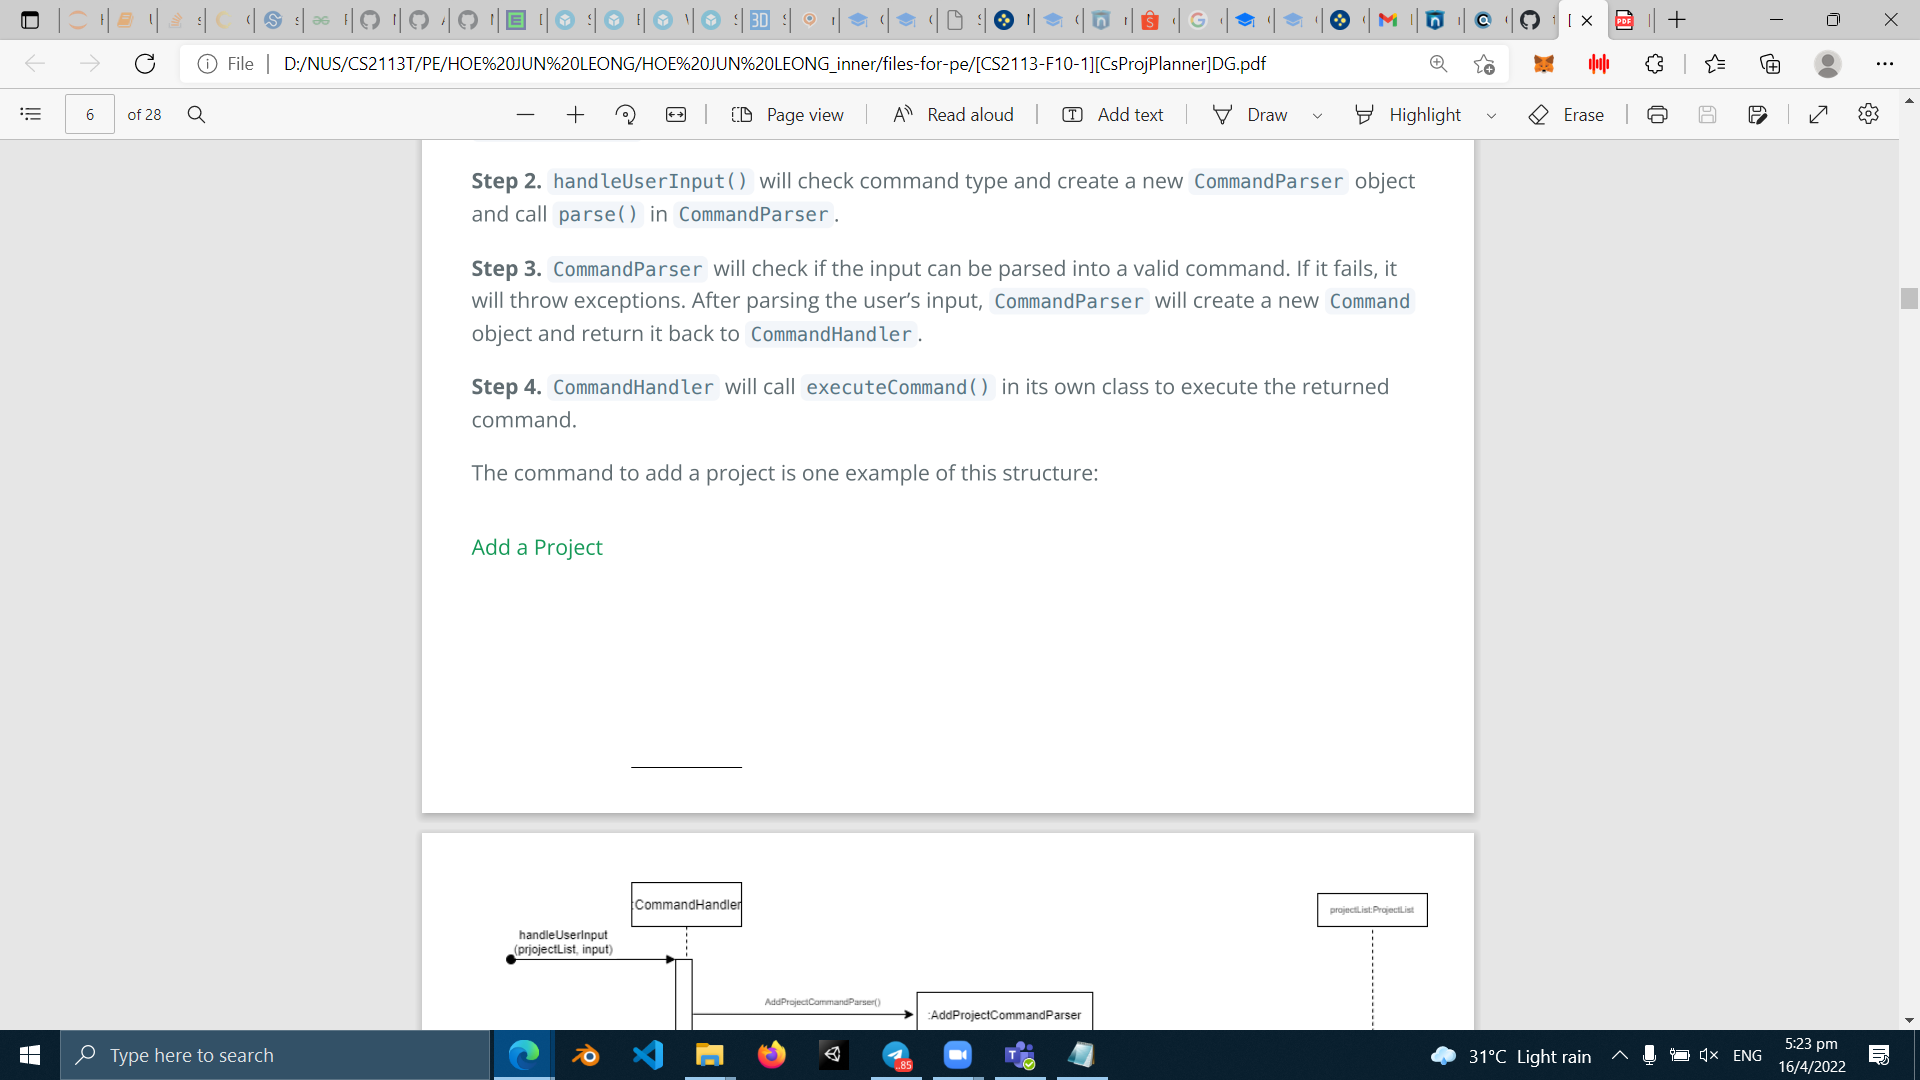 File
D:/NUS/CS2113T/PE/HOE%20JUN%20LEONG/HOE%20JUN%20LEONG_inner/files-for-pe/[CS2113-F10-1][CsProjPlanner]DG.pdf
6 of 28
Page view
Read aloud
Add text
Draw
Highlight
Erase
Step 2. handleUserInput() will check command type and create a new CommandParser object
and call parse() in CommandParser.
Step 3. CommandParser will check if the input can be parsed into a valid command. If it fails, it
will throw exceptions. After parsing the user’s input, CommandParser will create a new Command
object and return it back to CommandHandler.
Step 4. CommandHandler will call executeCommand() in its own class to execute the returned
command.
The command to add a project is one example of this structure:
Add a Project
:CommandHandler
projectList:ProjectList
handleUserInput
(prjojectList, input)
AddProjectCommandParser()
:AddProjectCommandParser
Type here to search
85
31°C Light rain
ENG
5:23 pm
16/4/2022